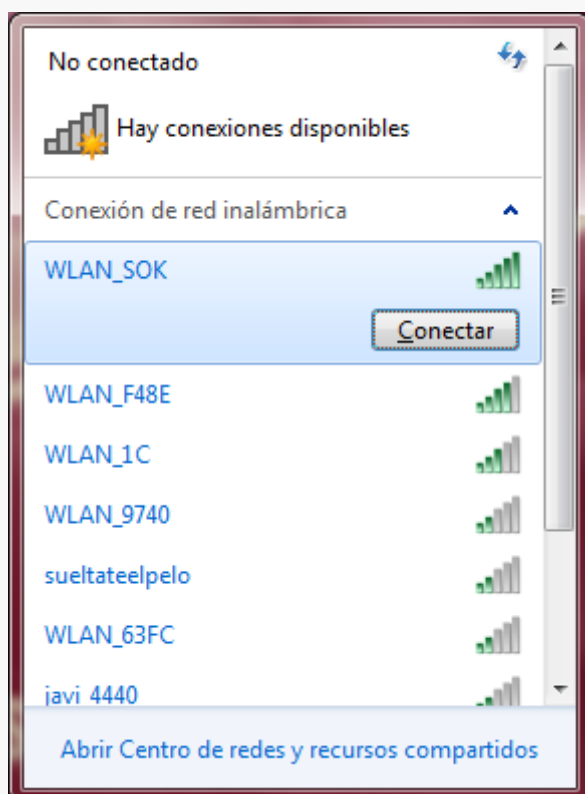 No conectado
Hay conexiones disponibles
Conexión de red inalámbrica
WLAN_SOK
Conectar
WLAN_F48E
WLAN_1C
WLAN_9740
sueltateelpelo
WLAN_63FC
javi_4440
Abrir Centro de redes y recursos compartidos